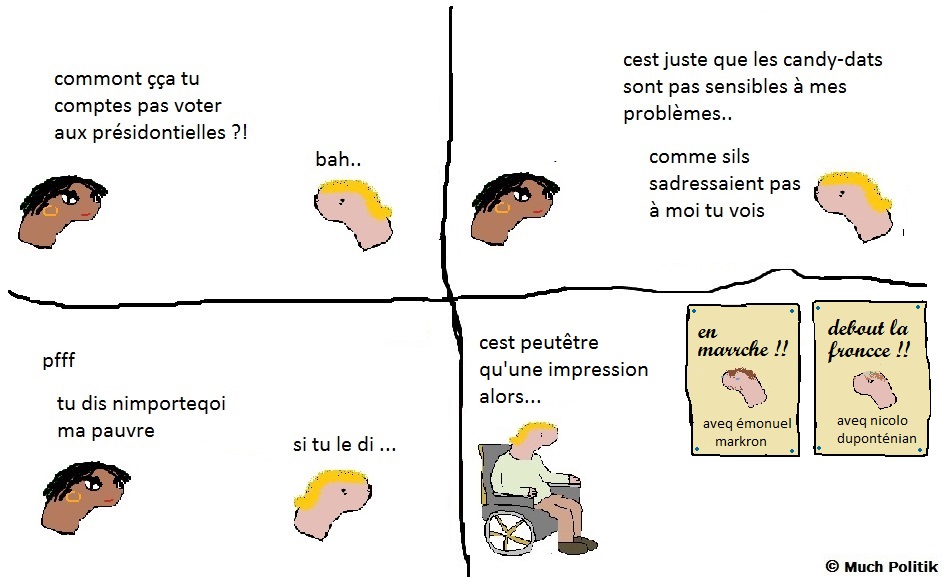 commont çça tu
comptes pas voter
aux présidontielles ?!
bah..
cest juste que les candy-dats
sont pas sensibles à mes
problèmes..
comme sils
sadressaient pas
à moi tu vois
pfff
tu dis nimporteqoi
ma pauvre
si tu le di ...
cest peutêtre
qu'une impression
alors...
en
marrche !!
aveq émonuel
markron
debout la
froncce !!
aveq nicolo
duponténian
© Much Politik